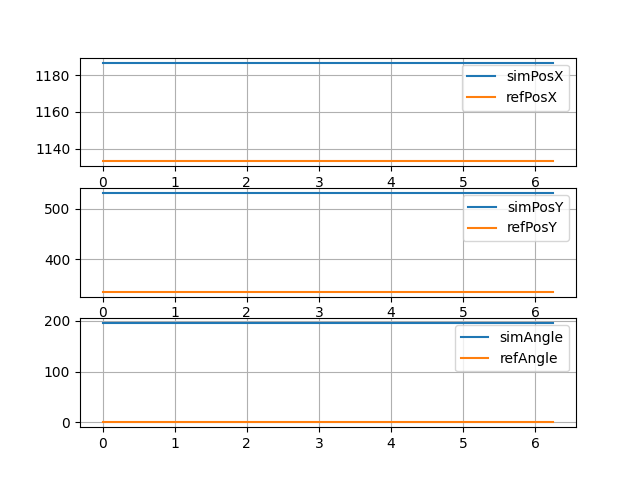 1180
1160
1140
simPosX
refPosX
0 1 2 3 4 5 6
500
400
simPosY
refPosY
0 1 2 3 4 5 6
200
100
0
simAngle
refAngle
0 1 2 3 4 5 6